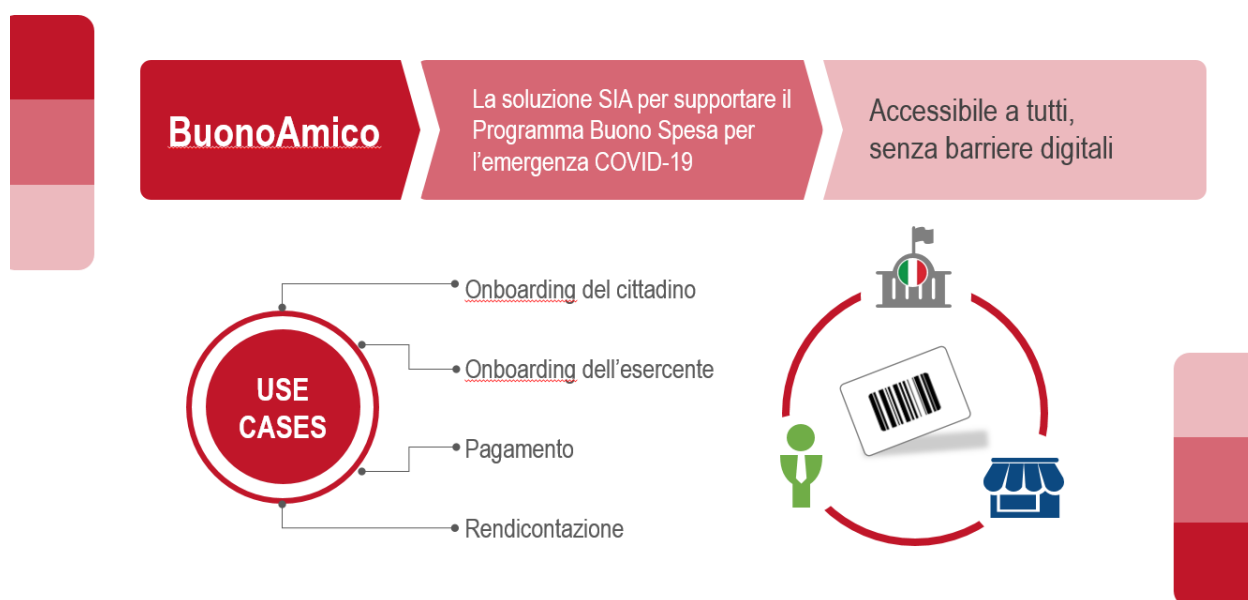 BuonoAmico
La soluzione SIA per supportare il
Programma Buono Spesa per
l'emergenza COVID-19
Accessibile a tutti,
senza barriere digitali
USE
CASES
Onboarding del cittadino
Onboarding dell'esercente
Pagamento
Rendicontazione